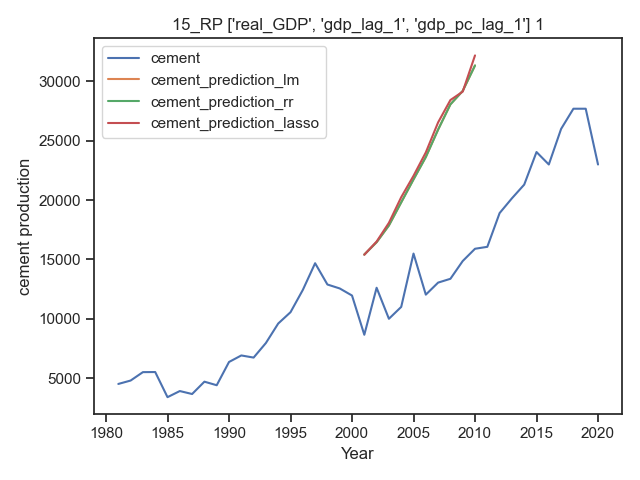 15_RP ['real_GDP', 'gdp_lag_1', 'gdp_pc_lag_1'] 1
cement
cement_prediction_lm
cement_prediction_rr
cement_prediction_lasso
cement production
30000
25000
20000
15000
10000
5000
1980 1985 1990 1995 2000 2005 2010 2015 2020
Year